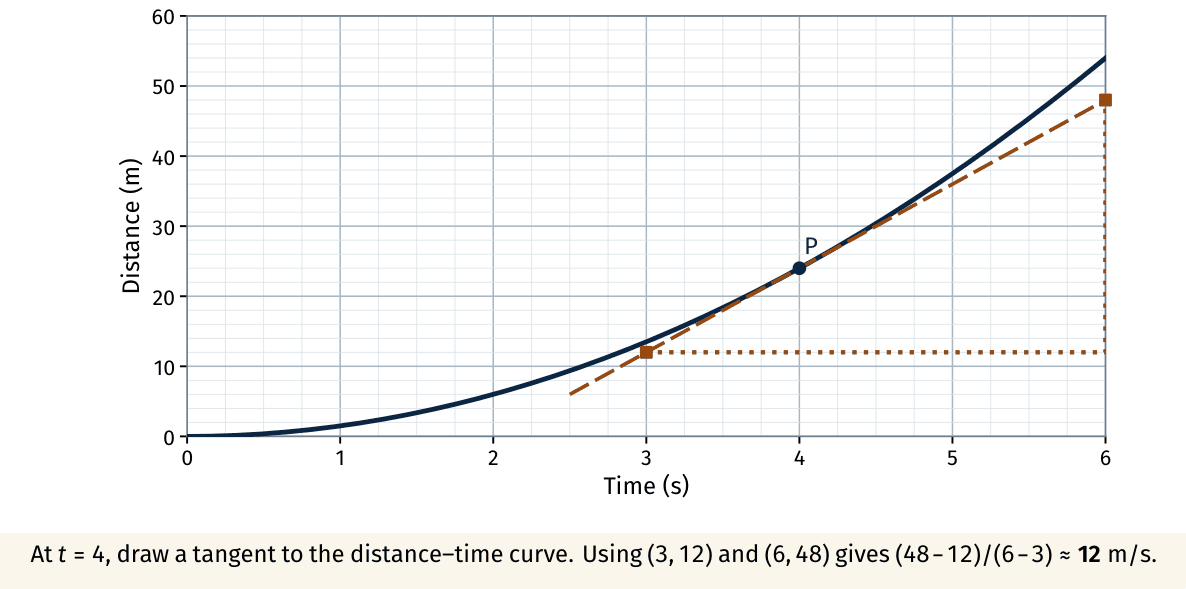 60
50
40
30
20
10
0
Distance (m)
P
0 1 2 3 4 5 6
Time (s)
At t = 4, draw a tangent to the distance–time curve. Using (3, 12) and (6, 48) gives (48 − 12)/(6 − 3) ≈ 12 m/s.